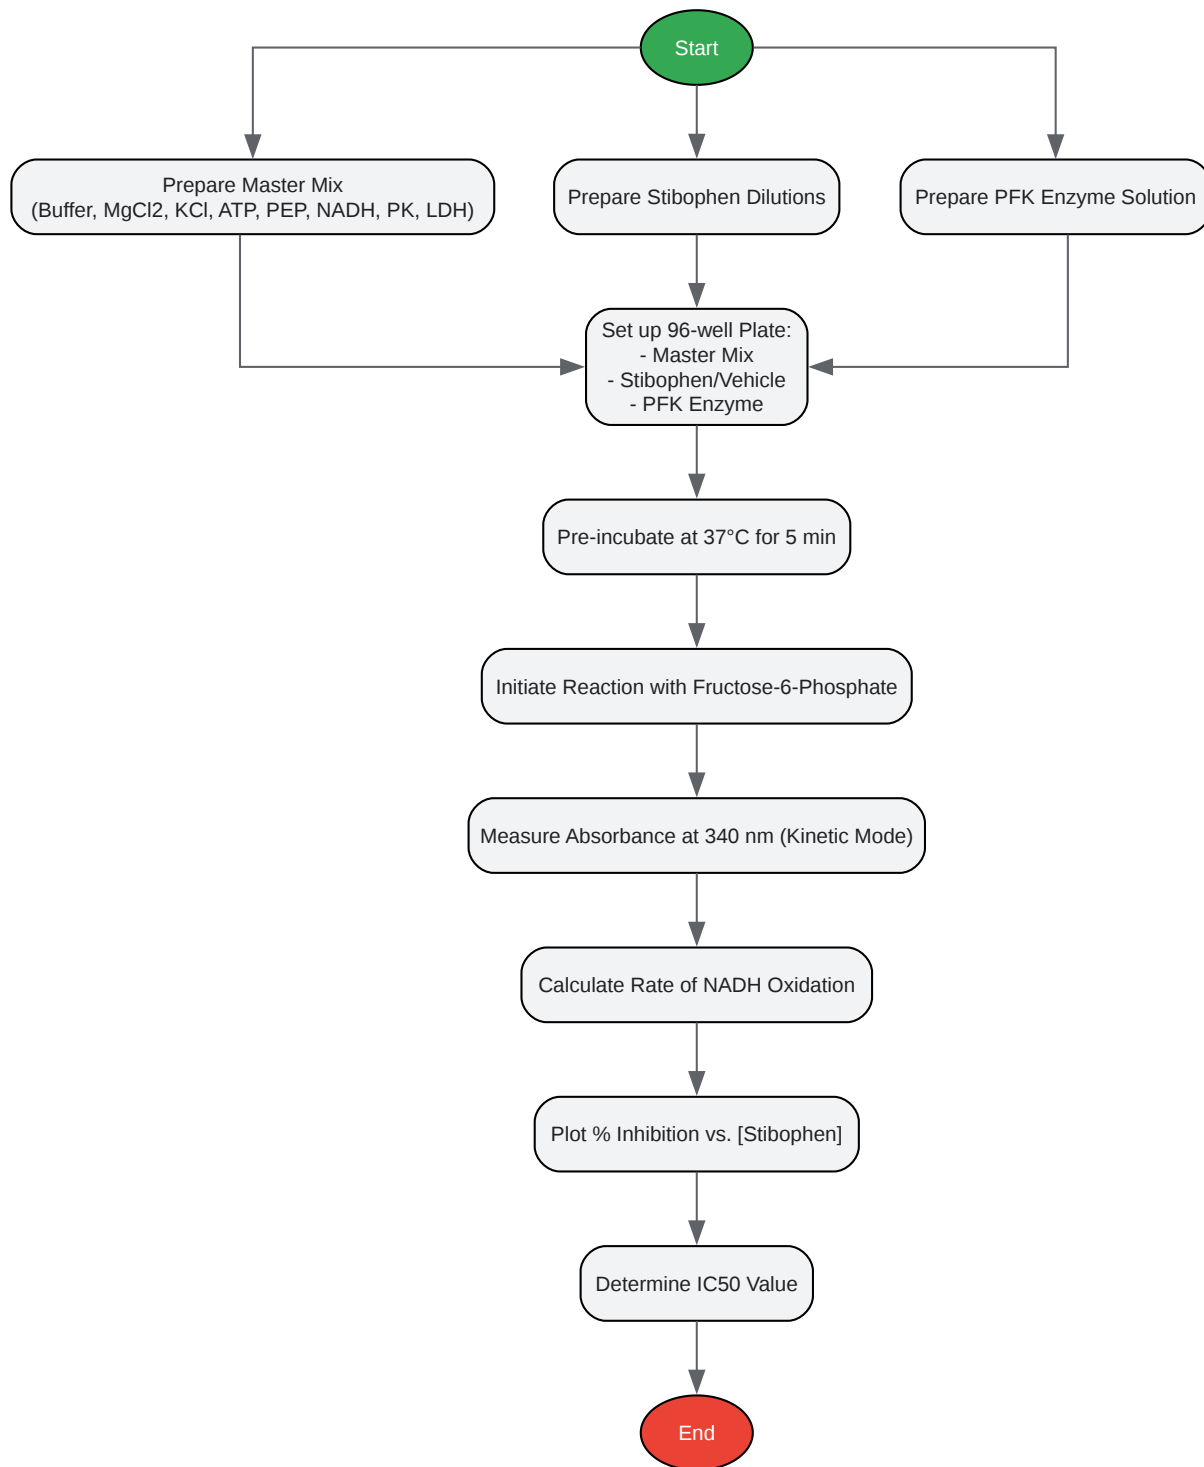 Start
Prepare Master Mix
(Buffer, MgCl2, KCl, ATP, PEP, NADH, PK, LDH)
Prepare Stibophen Dilutions
Prepare PFK Enzyme Solution
Set up 96-well Plate:
- Master Mix
- Stibophen/Vehicle
- PFK Enzyme
Pre-incubate at 37°C for 5 min
Initiate Reaction with Fructose-6-Phosphate
Measure Absorbance at 340 nm (Kinetic Mode)
Calculate Rate of NADH Oxidation
Plot % Inhibition vs. [Stibophen]
Determine IC50 Value
End